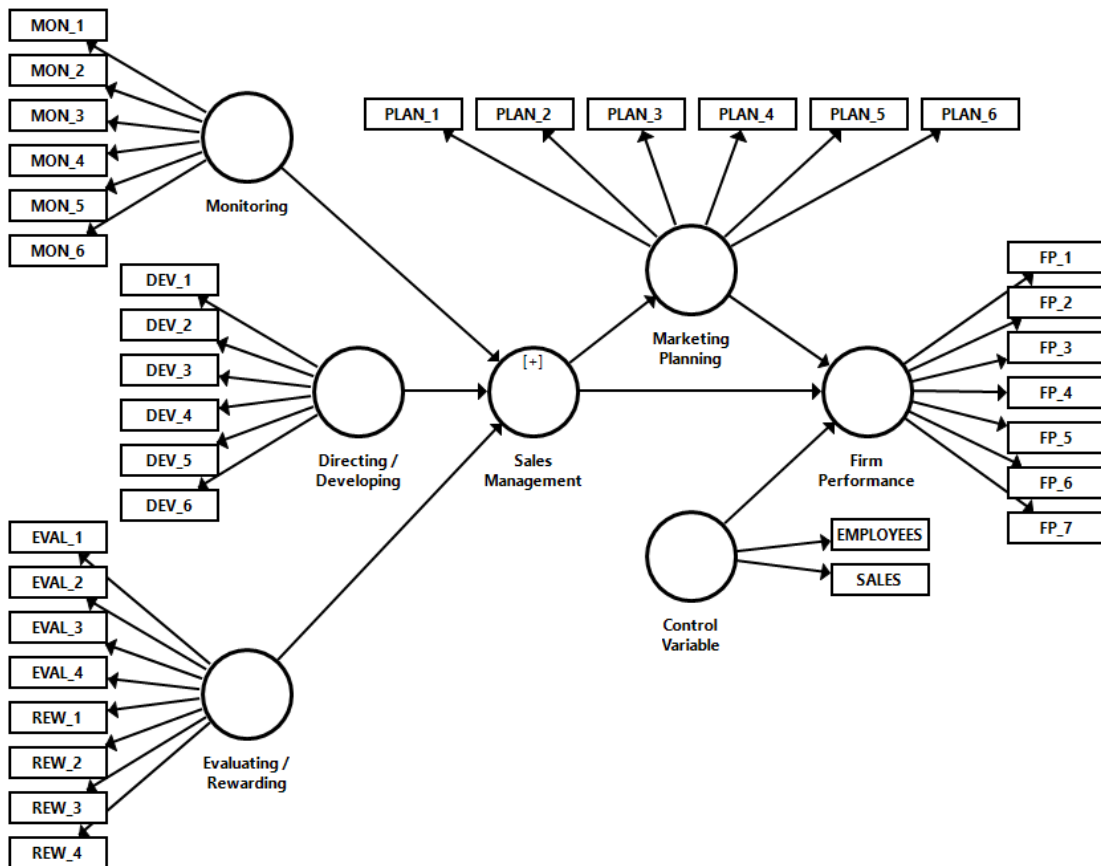 MON_1
MON_2
MON_3
MON_4
MON_5
MON_6
Monitoring
PLAN_1
PLAN_2
PLAN_3
PLAN_4
PLAN_5
PLAN_6
Marketing
Planning
DEV_1
DEV_2
DEV_3
DEV_4
DEV_5
DEV_6
Directing /
Developing
[+]
Sales
Management
FP_1
FP_2
FP_3
FP_4
FP_5
FP_6
FP_7
Firm
Performance
EMPLOYEES
SALES
Control
Variable
EVAL_1
EVAL_2
EVAL_3
EVAL_4
REW_1
REW_2
REW_3
REW_4
Evaluating /
Rewarding